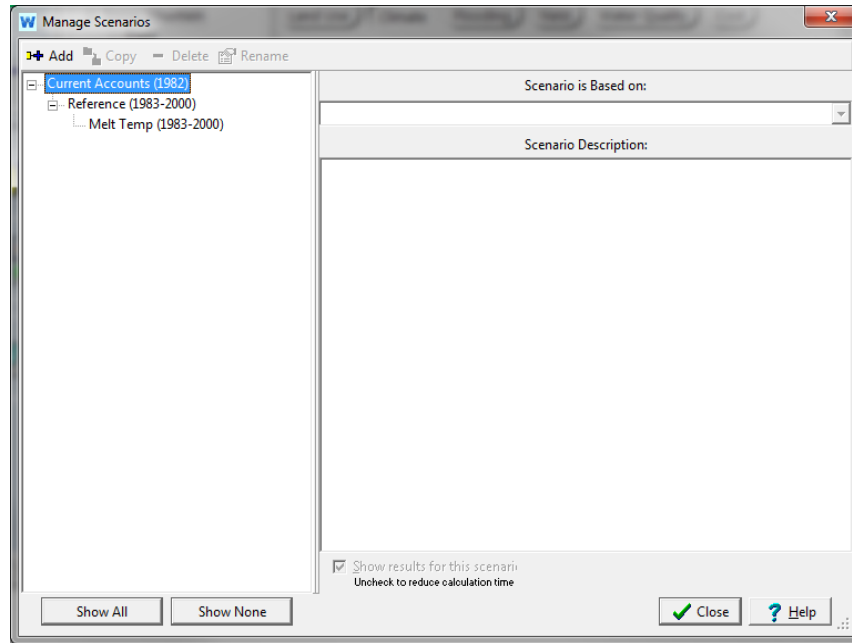 Manage Scenarios
Add Copy Delete Rename
Current Accounts (1982)
Reference (1983-2000)
Melt Temp (1983-2000)
Scenario is Based on:
Scenario Description:
Show results for this scenari
Uncheck to reduce calculation time
Show All Show None Close ? Help